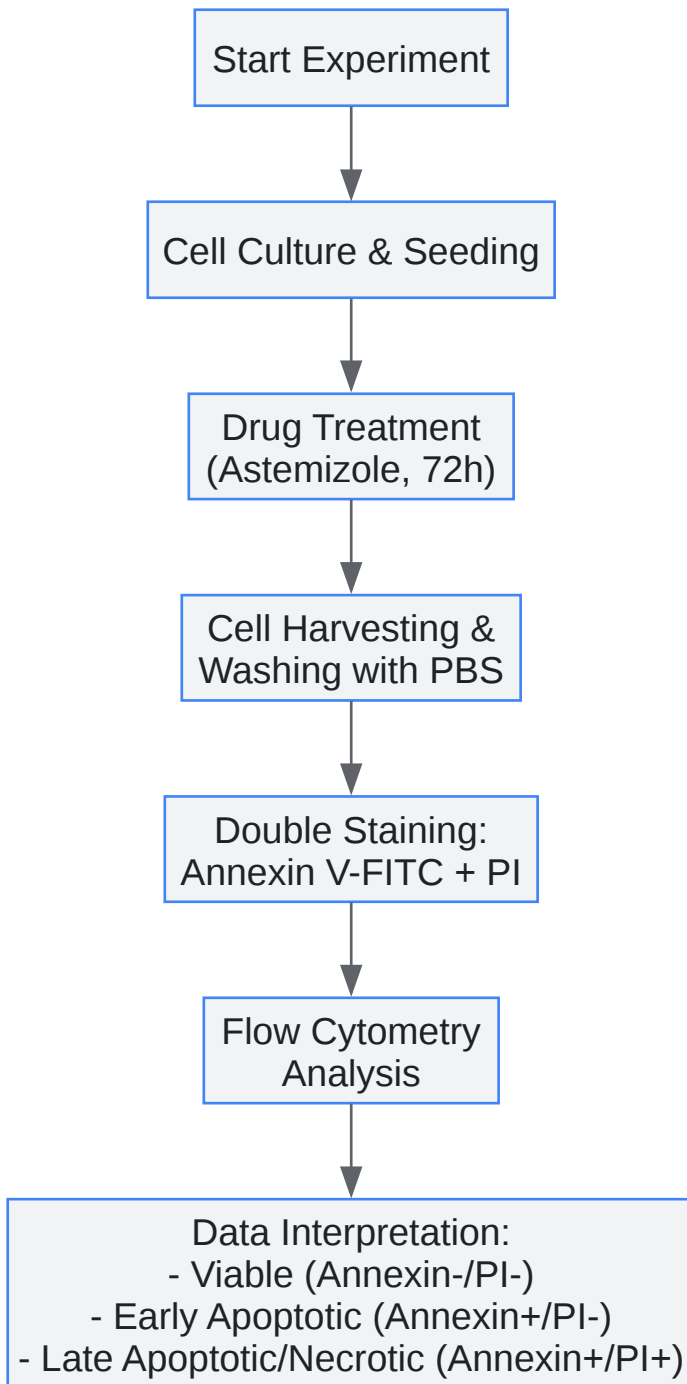 Start Experiment
Cell Culture & Seeding
Drug Treatment
(Astemizole, 72h)
Cell Harvesting &
Washing with PBS
Double Staining:
Annexin V-FITC + PI
Flow Cytometry
Analysis
Data Interpretation:
- Viable (Annexin-/PI-)
- Early Apoptotic (Annexin+/PI-)
- Late Apoptotic/Necrotic (Annexin+/PI+)